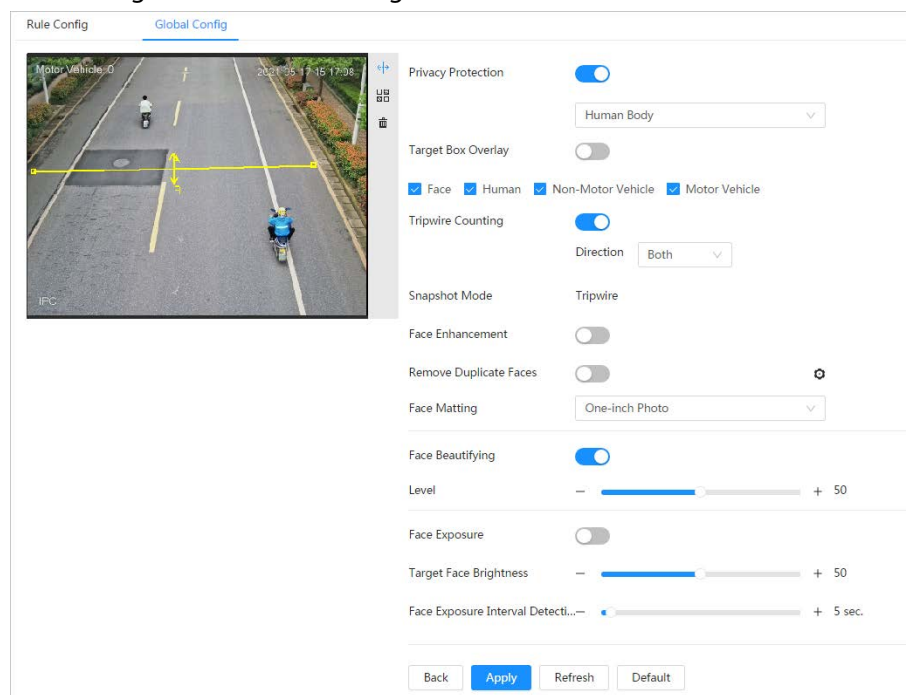 Rule Config
Global Config
Motor Vehicle: 0
2021-05-17 15:17:08
IPC
Privacy Protection
Human Body
Target Box Overlay
Face Human Non-Motor Vehicle Motor Vehicle
Tripwire Counting
Direction Both
Snapshot Mode Tripwire
Face Enhancement
Remove Duplicate Faces
Face Matting One-inch Photo
Face Beautifying
Level − + 50
Face Exposure
Target Face Brightness − + 50
Face Exposure Interval Detecti... − + 5 sec.
Back Apply Refresh Default